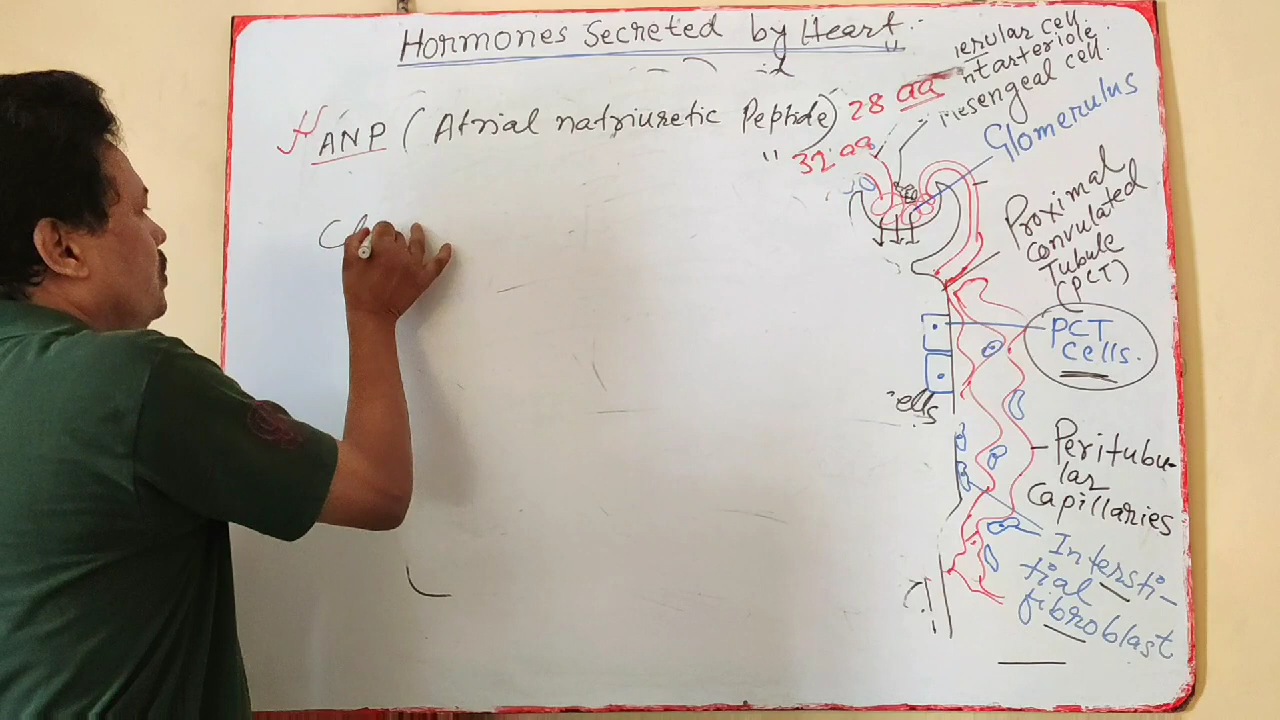 Hormones Secreted by Heart
ANP (Atrial natriuretic Peptide) 28 aa
" 32 aa
erular cell
nt arteriole
Mesengeal cell.
Glomerulus
Proximal
Convulated
Tubule
(PCT)
PCT
Cells.
ells
Peritubu-
lar
Capillaries
Intersti-
tial
fibroblast